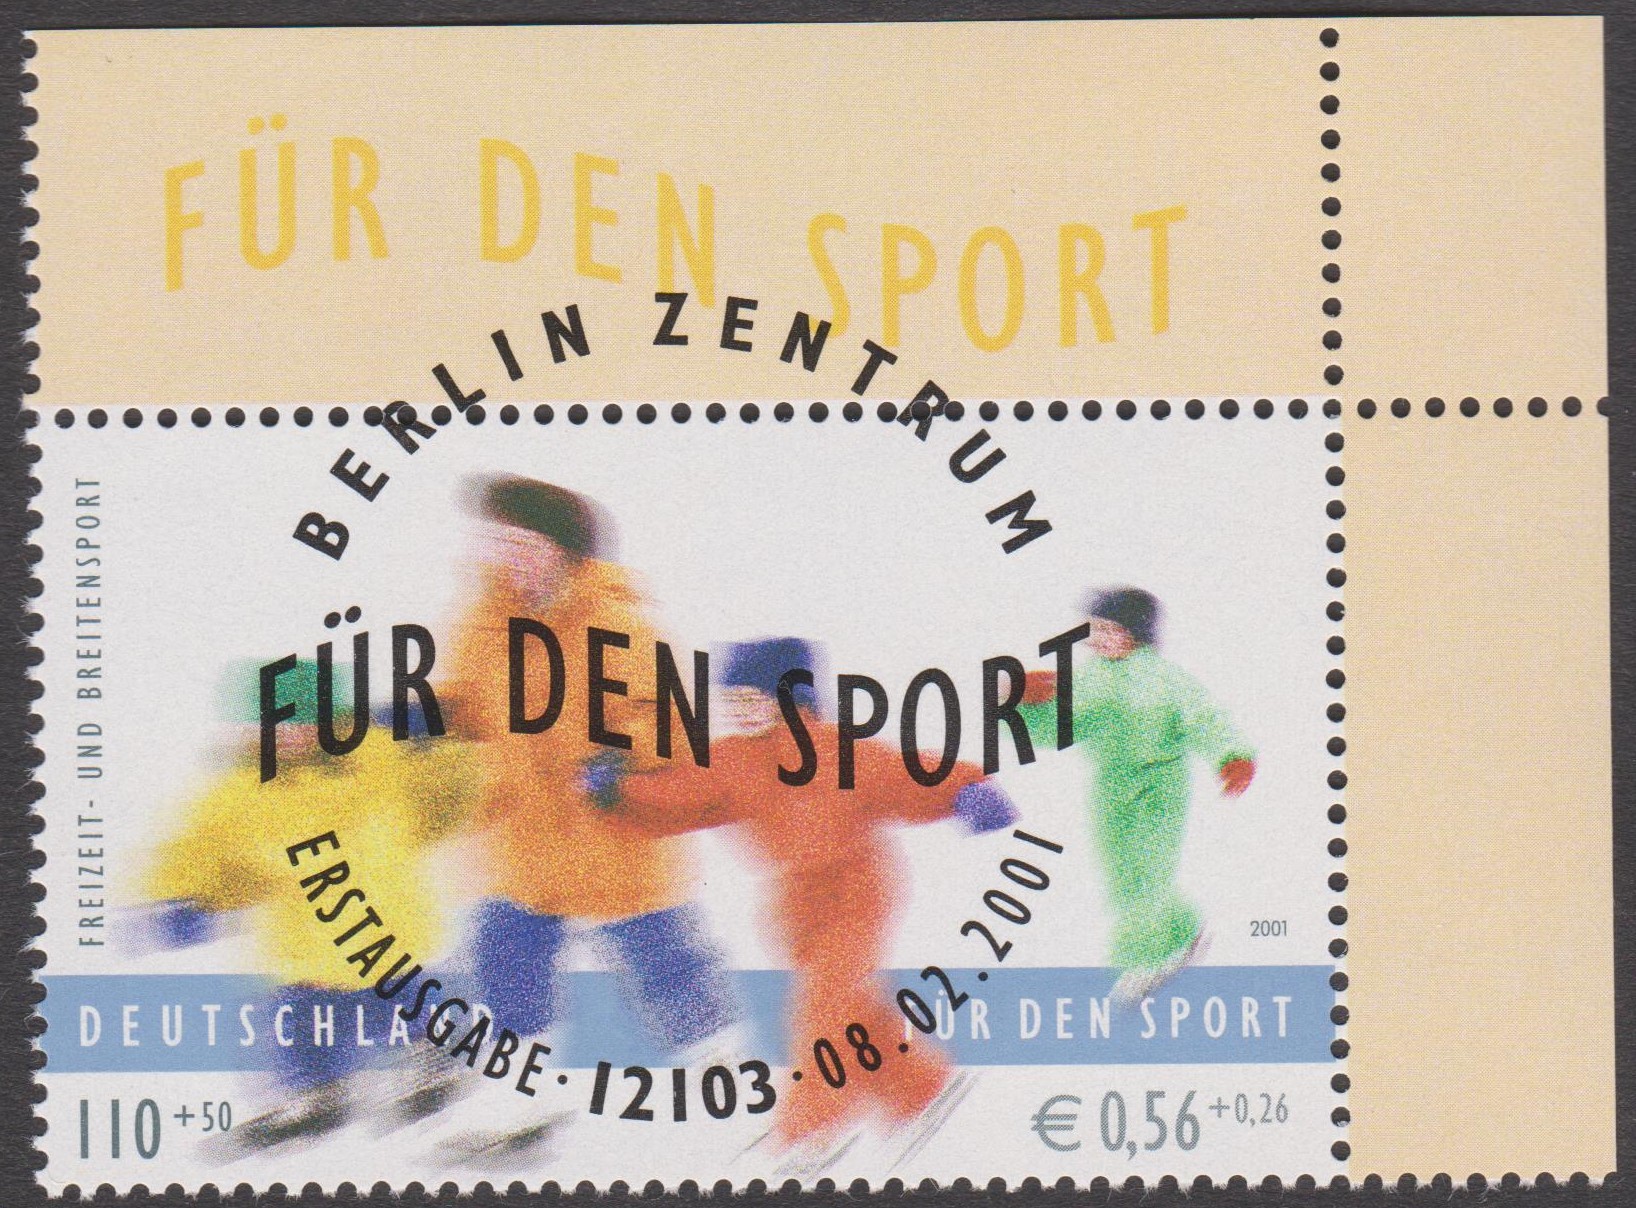 FÜR DEN SPORT
BERLIN ZENTRUM
FÜR DEN SPORT
ERSTAUSGABE · 12103 · 08.02.2001
FREIZEIT- UND BREITENSPORT
2001
DEUTSCHLAND
FÜR DEN SPORT
110 +50
€ 0,56 +0,26